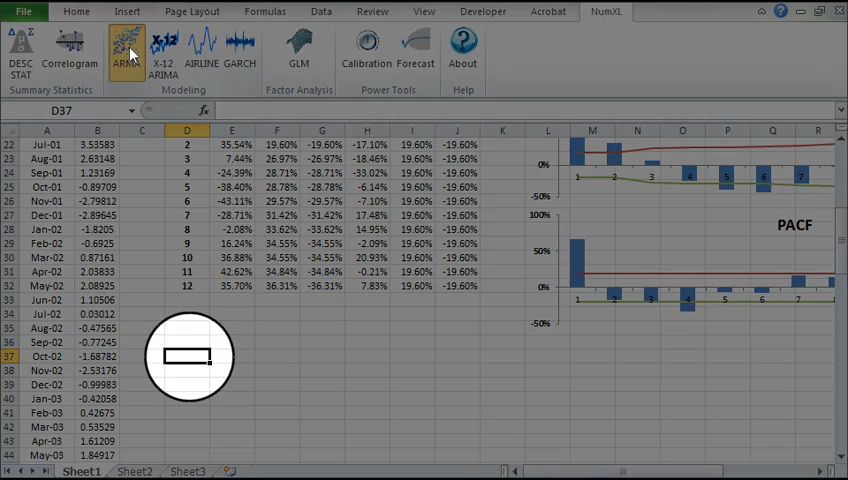 File Home Insert Page Layout Formulas Data Review View Developer Acrobat NumXL
DESC STAT Correlogram ARMA X-12 ARIMA AIRLINE GARCH GLM Calibration Forecast About
Summary Statistics Modeling Factor Analysis Power Tools Help
D37 fx
A B C D E F G H I J K L M N O P Q R
22 Jul-01 3.53583 2 35.54% 19.60% -19.60% -17.10% 19.60% -19.60%
23 Aug-01 2.63148 3 7.44% 26.97% -26.97% -18.46% 19.60% -19.60%
24 Sep-01 1.23169 4 -24.39% 28.71% -28.71% -33.02% 19.60% -19.60%
25 Oct-01 -0.89709 5 -38.40% 28.78% -28.78% -6.14% 19.60% -19.60%
26 Nov-01 -2.79812 6 -43.11% 29.57% -29.57% -7.10% 19.60% -19.60%
27 Dec-01 -2.89645 7 -28.71% 31.42% -31.42% 17.48% 19.60% -19.60%
28 Jan-02 -1.8205 8 -2.08% 33.62% -33.62% 14.95% 19.60% -19.60%
29 Feb-02 -0.6925 9 16.24% 34.55% -34.55% -2.09% 19.60% -19.60%
30 Mar-02 0.87161 10 36.88% 34.55% -34.55% 20.93% 19.60% -19.60%
31 Apr-02 2.03833 11 42.62% 34.84% -34.84% -0.21% 19.60% -19.60%
32 May-02 2.08925 12 35.70% 36.31% -36.31% 7.83% 19.60% -19.60%
33 Jun-02 1.10506
34 Jul-02 0.03012
35 Aug-02 -0.47565
36 Sep-02 -0.77245
37 Oct-02 -1.68782
38 Nov-02 -2.53176
39 Dec-02 -0.99983
40 Jan-03 -0.42058
41 Feb-03 0.42675
42 Mar-03 0.53529
43 Apr-03 1.61209
44 May-03 1.84917
0%
1 2 3 4 5 6 7
-50%
100%
PACF
50%
0%
1 2 3 4 5 6 7 8
-50%
Sheet1 Sheet2 Sheet3